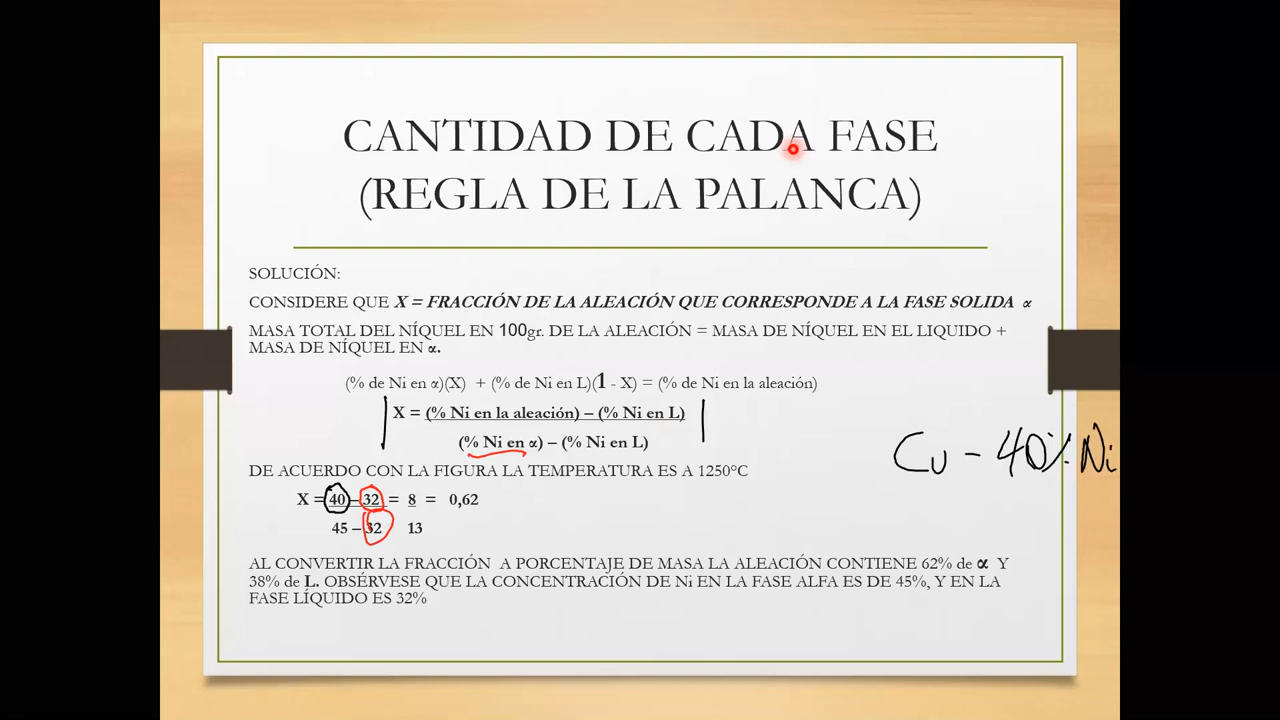 CANTIDAD DE CADA FASE
(REGLA DE LA PALANCA)
SOLUCIÓN:
CONSIDERE QUE X = FRACCIÓN DE LA ALEACIÓN QUE CORRESPONDE A LA FASE SOLIDA ∝
MASA TOTAL DEL NÍQUEL EN 100gr. DE LA ALEACIÓN = MASA DE NÍQUEL EN EL LIQUIDO +
MASA DE NÍQUEL EN α.
(% de Ni en α)(X) + (% de Ni en L)(1 - X) = (% de Ni en la aleación)
X = (% Ni en la aleación) – (% Ni en L)
(% Ni en α) – (% Ni en L)
Cu - 40% Ni
DE ACUERDO CON LA FIGURA LA TEMPERATURA ES A 1250°C
X = 40 – 32 = 8 = 0,62
45 – 32 13
AL CONVERTIR LA FRACCIÓN A PORCENTAJE DE MASA LA ALEACIÓN CONTIENE 62% de α Y
38% de L. OBSÉRVESE QUE LA CONCENTRACIÓN DE Ni EN LA FASE ALFA ES DE 45%, Y EN LA
FASE LÍQUIDO ES 32%